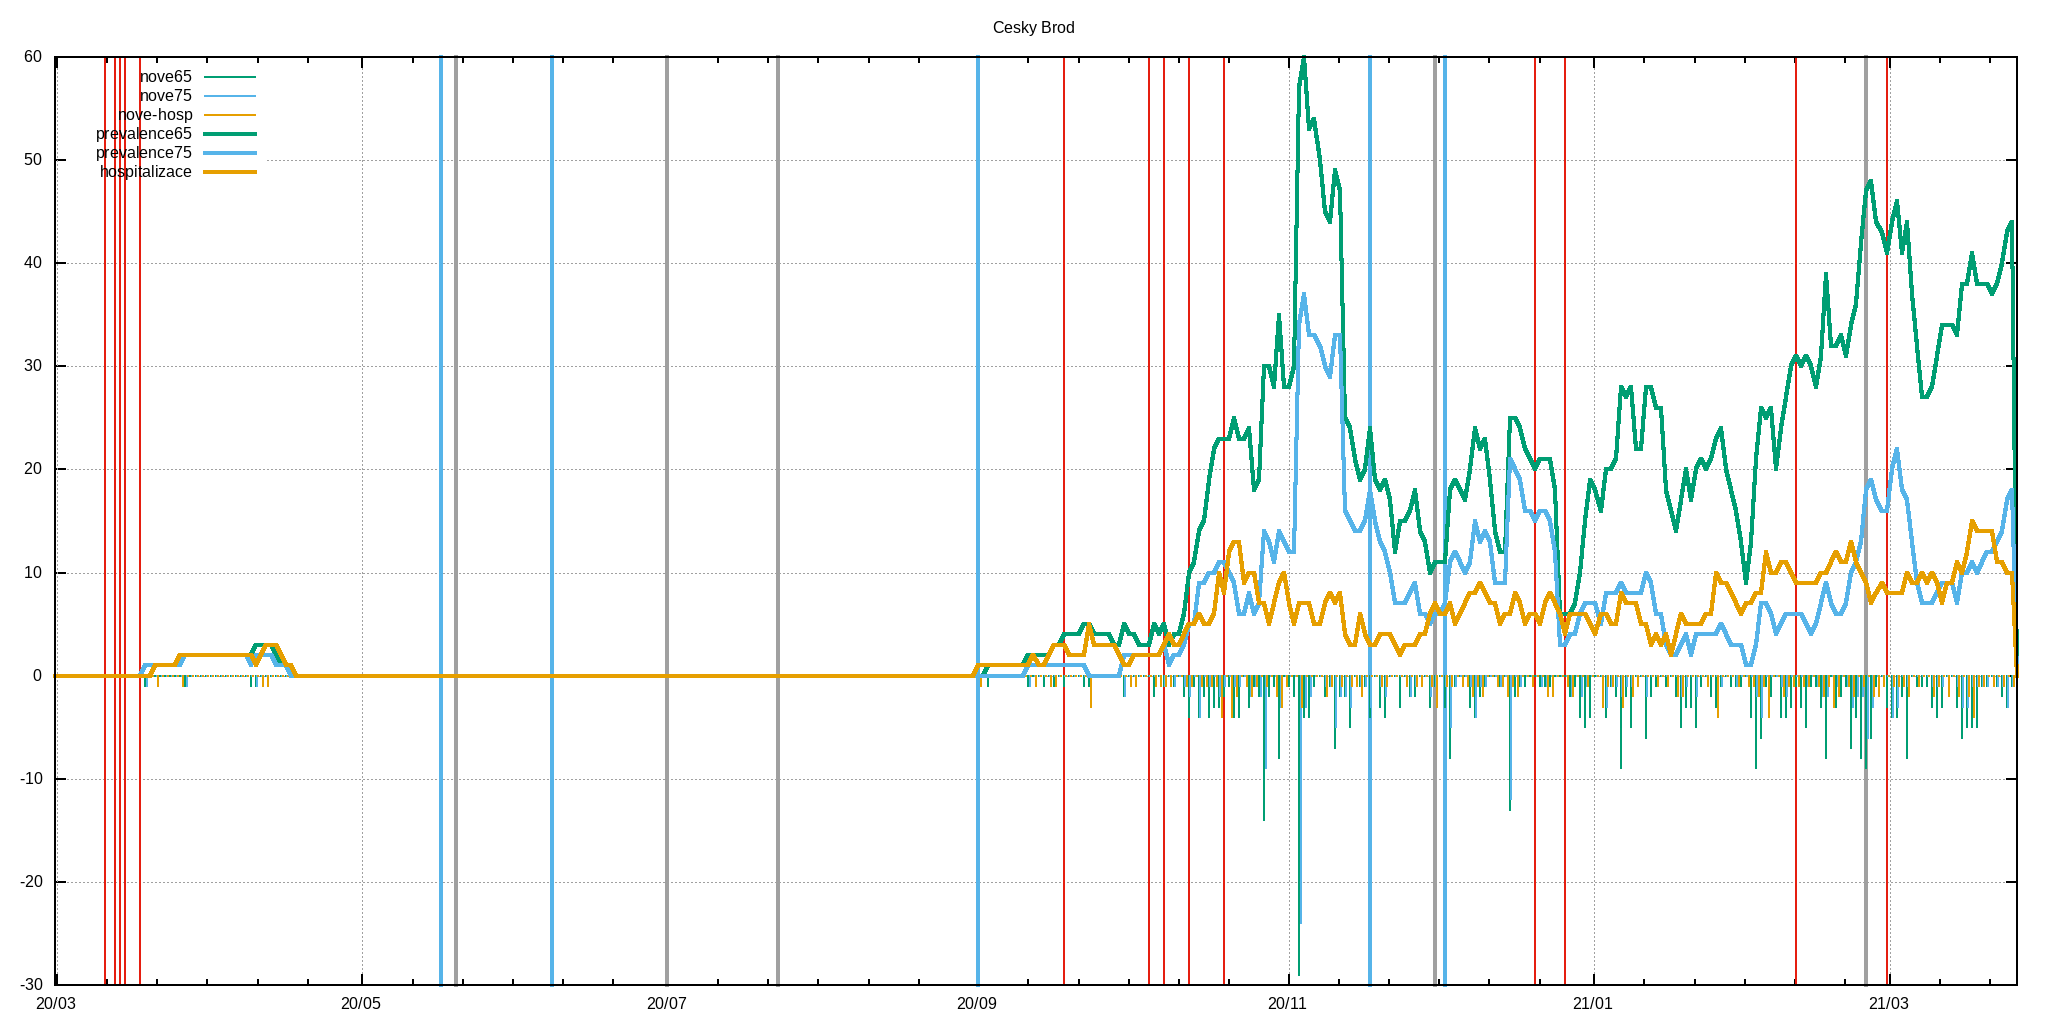 Cesky Brod
60
50
40
30
20
10
0
-10
-20
-30
nove65
nove75
nove-hosp
prevalence65
prevalence75
hospitalizace
20/03 20/05 20/07 20/09 20/11 21/01 21/03